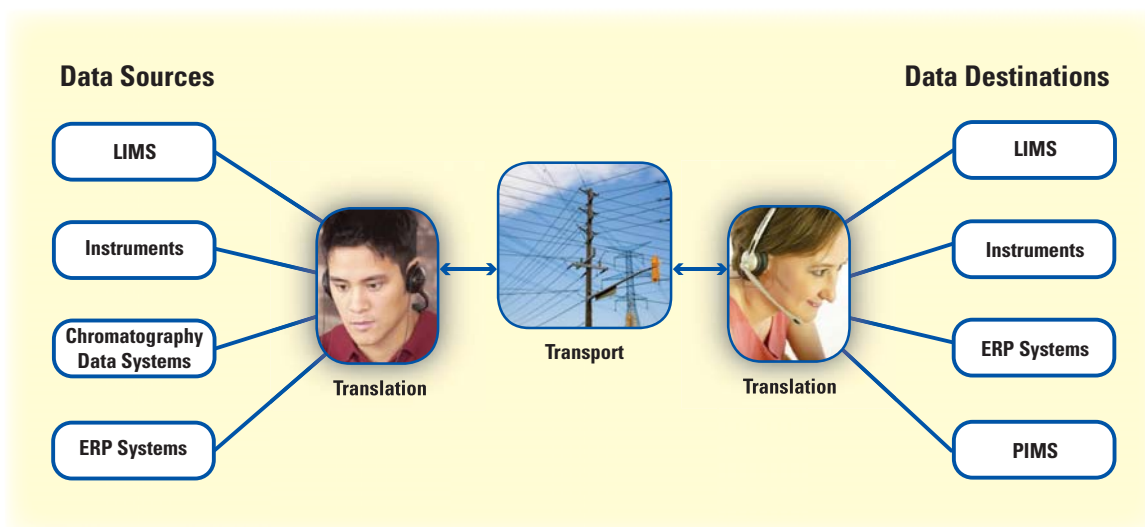 Data Sources
LIMS
Instruments
Chromatography
Data Systems
ERP Systems
Translation
Transport
Translation
Data Destinations
LIMS
Instruments
ERP Systems
PIMS